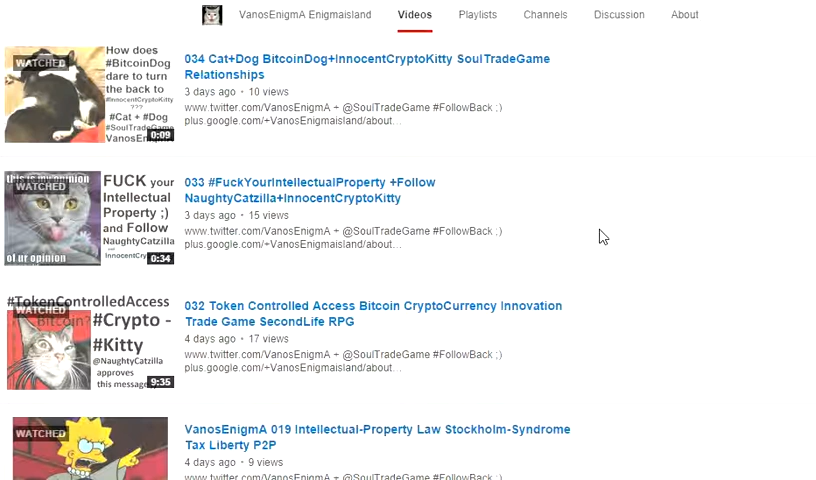 VanosEnigmA Enigmaisland Videos Playlists Channels Discussion About
WATCHED
How does
#BitcoinDog
dare to turn
the back to
#InnocentCryptoKitty
???
#Cat + #Dog
#SoulTradeGame
VanosEn
0:09
034 Cat+Dog BitcoinDog+InnocentCryptoKitty SoulTradeGame
Relationships
3 days ago · 10 views
www.twitter.com/VanosEnigmA + @SoulTradeGame #FollowBack ;)
plus.google.com/+VanosEnigmaisland/about...
this is my opinion
WATCHED
of ur opinion
FUCK your
Intellectual
Property ;)
and Follow
NaughtyCatzilla
InnocentCry
0:34
033 #FuckYourIntellectualProperty +Follow
NaughtyCatzilla+InnocentCryptoKitty
3 days ago · 15 views
www.twitter.com/VanosEnigmA + @SoulTradeGame #FollowBack ;)
plus.google.com/+VanosEnigmaisland/about...
#TokenControlledAccess
WATCHED
Bitcoin? #Crypto -
#Kitty
@NaughtyCatzilla
approves
this message
9:35
032 Token Controlled Access Bitcoin CryptoCurrency Innovation
Trade Game SecondLife RPG
4 days ago · 17 views
www.twitter.com/VanosEnigmA + @SoulTradeGame #FollowBack ;)
plus.google.com/+VanosEnigmaisland/about...
WATCHED
VanosEnigmA 019 Intellectual-Property Law Stockholm-Syndrome
Tax Liberty P2P
4 days ago · 9 views
www.twitter.com/VanosEnigmA + @SoulTradeGame #FollowBack ;)